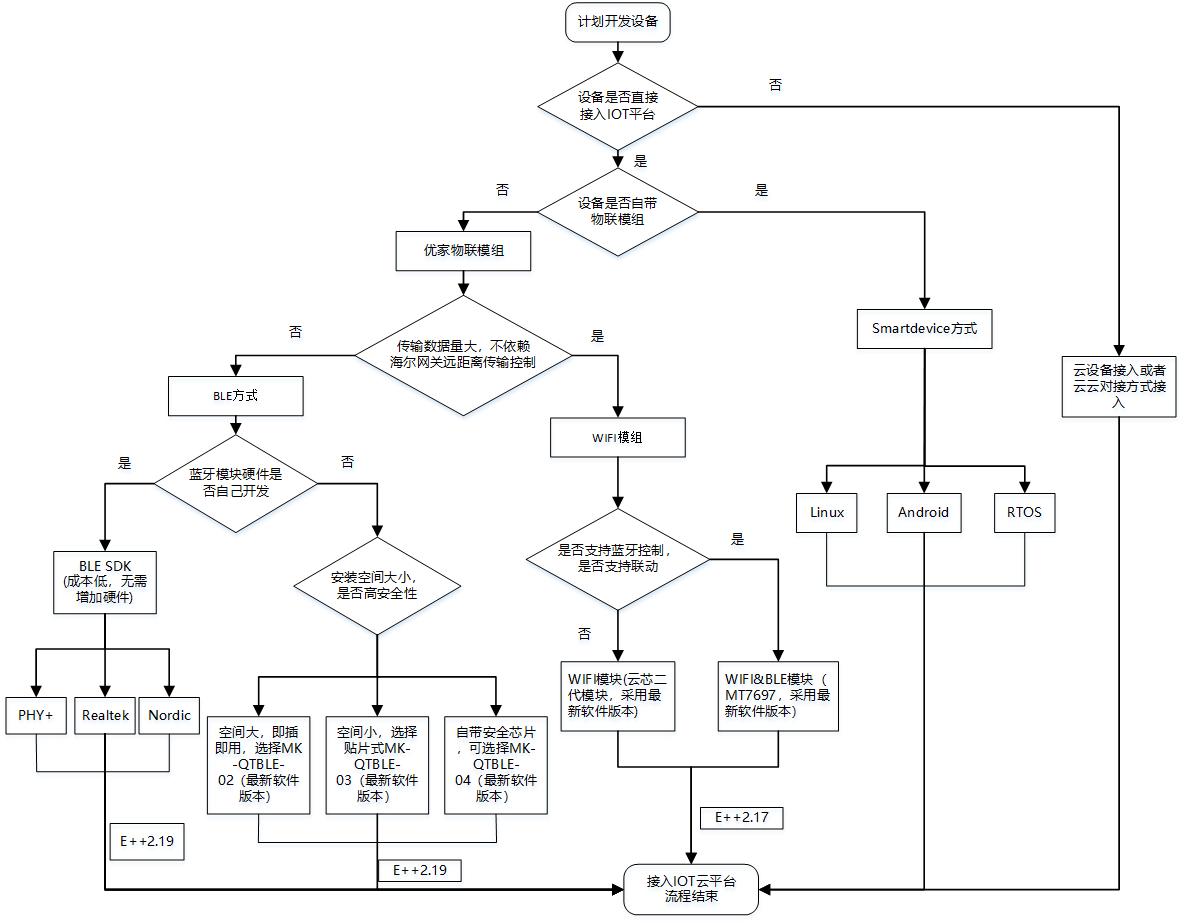 计划开发设备
否
设备是否直接
接入IOT平台
是
否
是
设备是否自带
物联模组
优家物联模组
否
是
传输数据量大，不依赖
海尔网关远距离传输控制
Smartdevice方式
云设备接入或者
云云对接方式接
入
BLE方式
WIFI模组
是
否
蓝牙模块硬件是
否自己开发
Linux
Android
RTOS
是
是否支持蓝牙控制，
是否支持联动
BLE SDK
(成本低，无需
增加硬件)
安装空间大小，
是否高安全性
否
WIFI模块(云芯二
代模块，采用最
新软件版本)
WIFI&BLE模块（
MT7697，采用最
新软件版本)
PHY+
Realtek
Nordic
空间大，即插
即用，选择MK
-QTBLE-
02（最新软件
版本）
空间小，选择
贴片式MK-
QTBLE-
03（最新软件
版本）
自带安全芯片
，可选择MK-
QTBLE-
04（最新软件
版本）
E++2.17
E++2.19
E++2.19
接入IOT云平台
流程结束